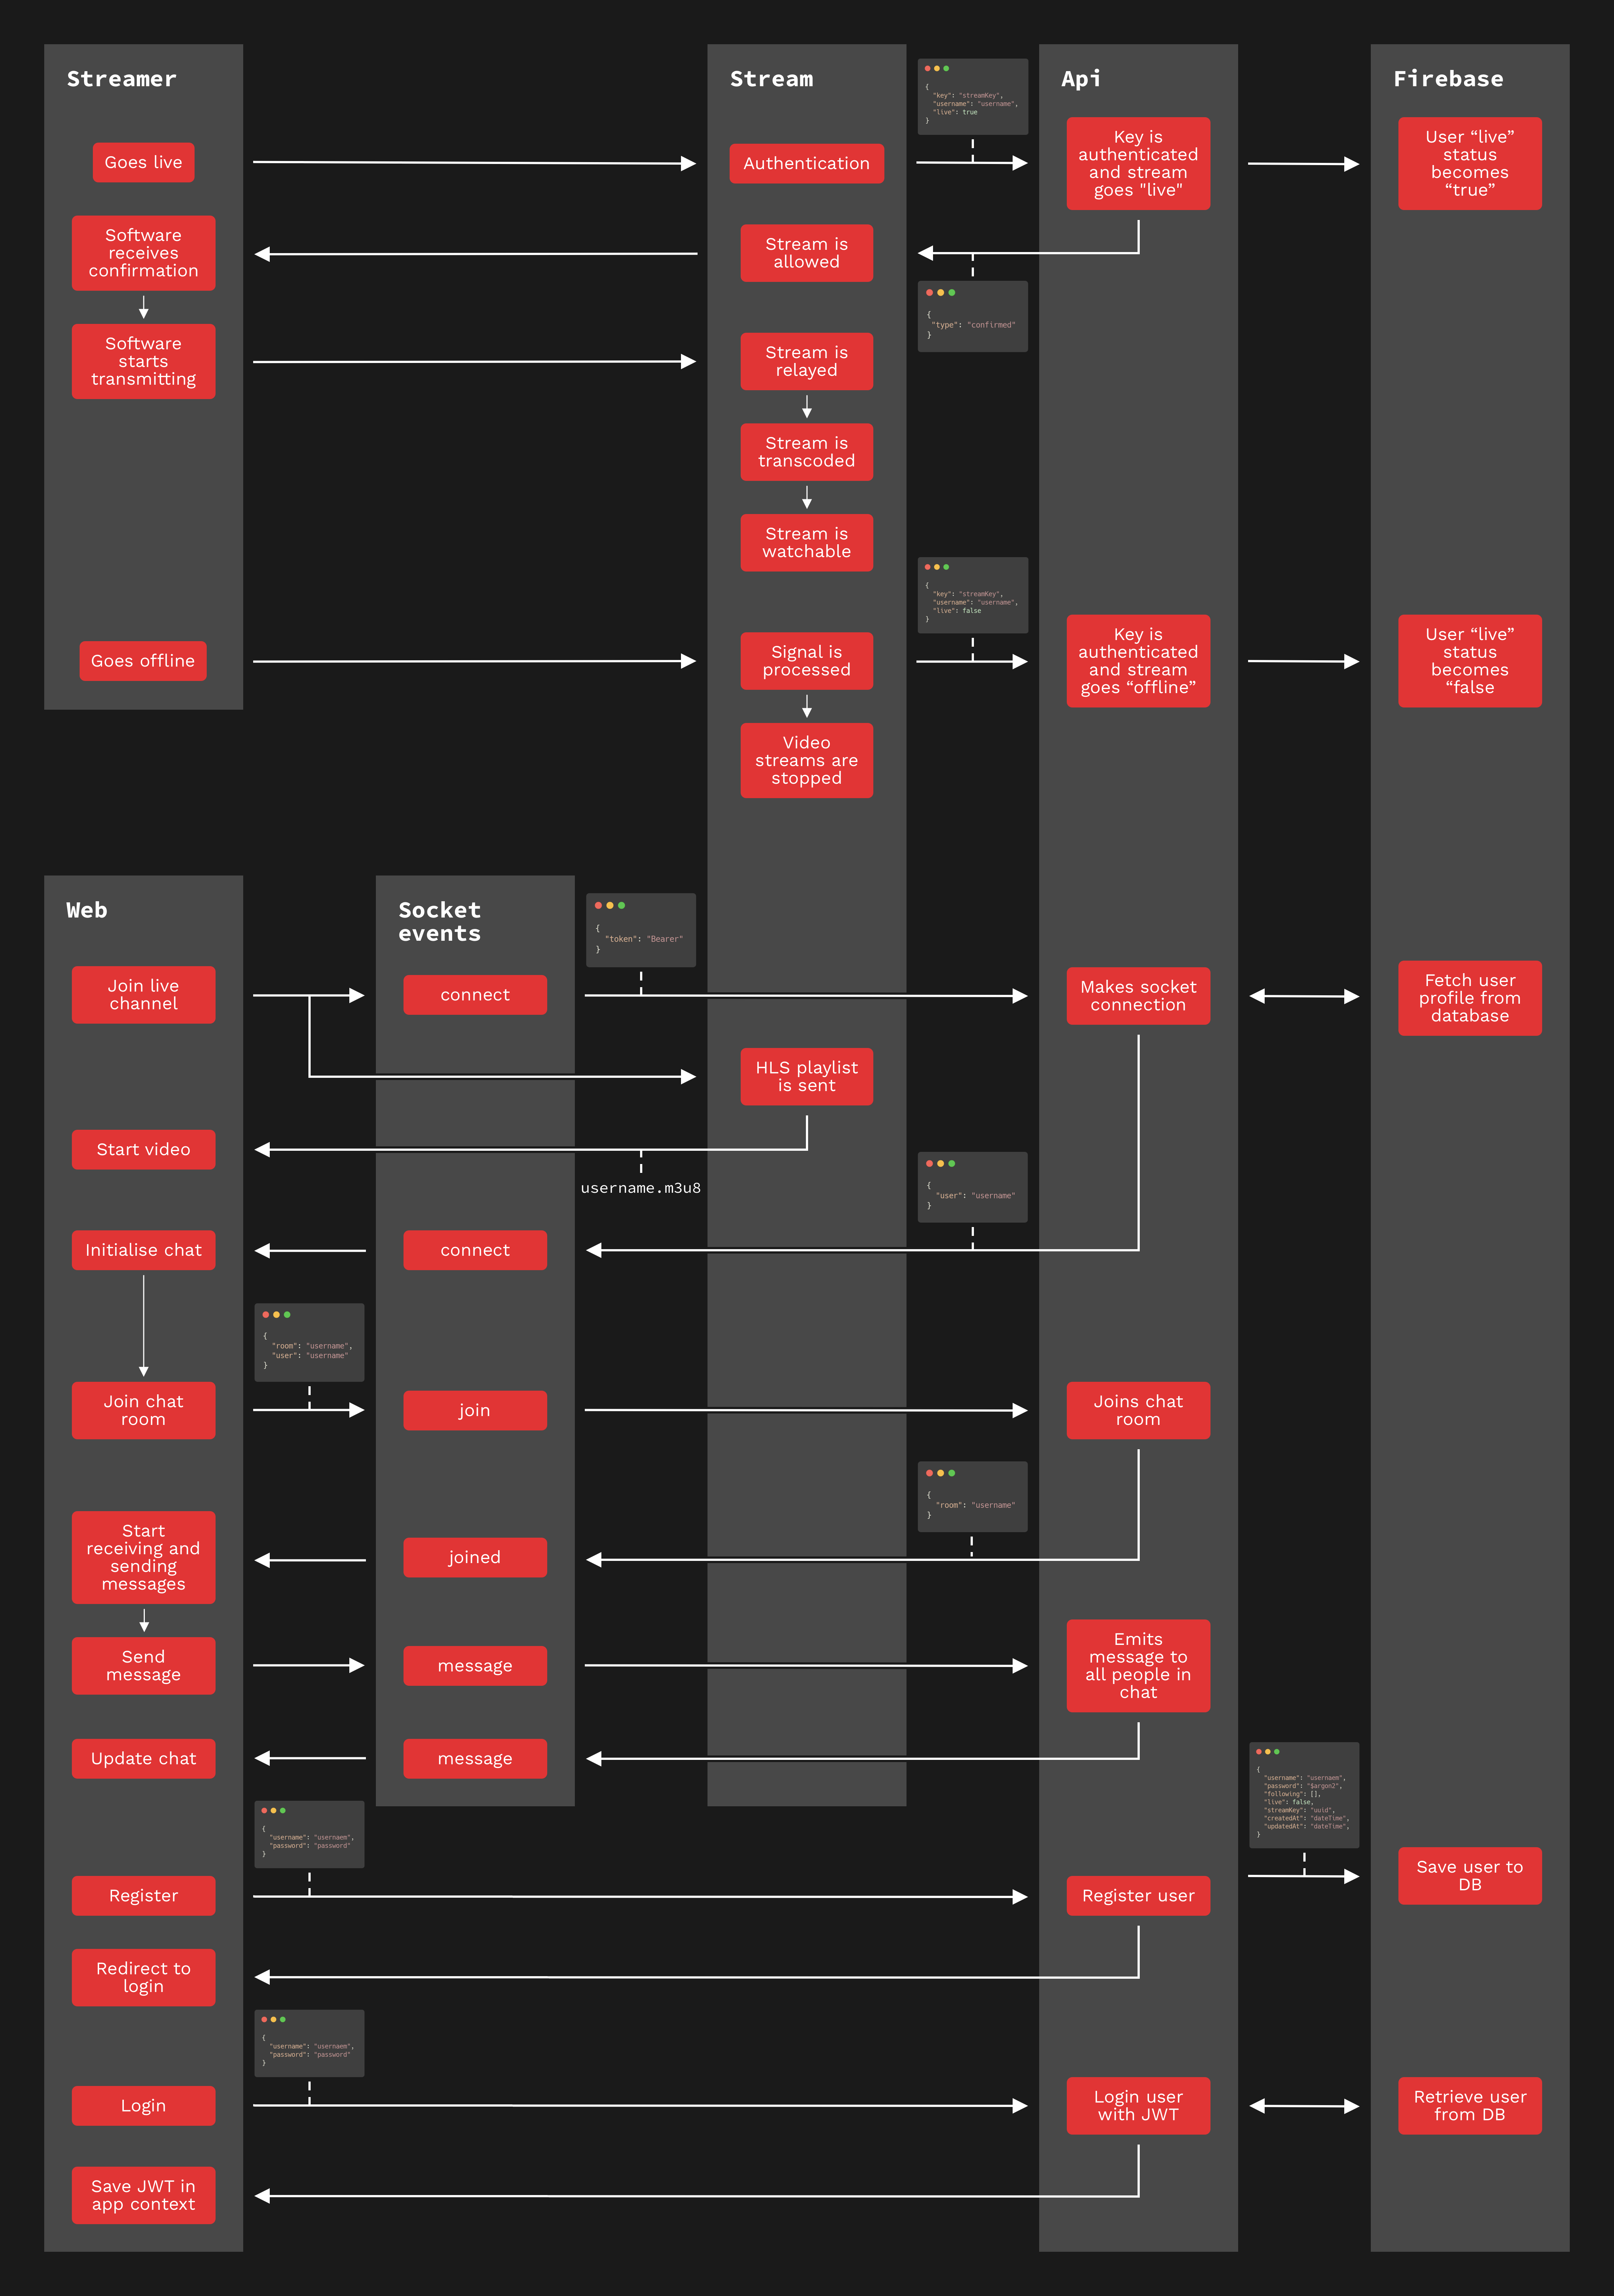 Streamer
Stream
Api
Firebase
{
"key": "streamKey",
"username": "username",
"live": true
}
Goes live
Authentication
Key is
authenticated
and stream
goes "live"
User “live”
status
becomes
“true”
Software
receives
confirmation
Stream is
allowed
{
"type": "confirmed"
}
Software
starts
transmitting
Stream is
relayed
Stream is
transcoded
Stream is
watchable
{
"key": "streamKey",
"username": "username",
"live": false
}
Goes offline
Signal is
processed
Key is
authenticated
and stream
goes “offline”
User “live”
status
becomes
“false
Video
streams are
stopped
Web
Socket
events
{
"token": "Bearer"
}
Join live
channel
connect
Makes socket
connection
Fetch user
profile from
database
HLS playlist
is sent
Start video
username.m3u8
{
"user": "username"
}
Initialise chat
connect
{
"room": "username",
"user": "username"
}
Join chat
room
join
Joins chat
room
{
"room": "username"
}
Start
receiving and
sending
messages
joined
Send
message
message
Emits
message to
all people in
chat
Update chat
message
{
"username": "usernaem",
"password": "$argon2",
"following": [],
"live": false,
"streamKey": "uuid",
"createdAt": "dateTime",
"updatedAt": "dateTime",
}
{
"username": "usernaem",
"password": "password"
}
Register
Register user
Save user to
DB
Redirect to
login
{
"username": "usernaem",
"password": "password"
}
Login
Login user
with JWT
Retrieve user
from DB
Save JWT in
app context